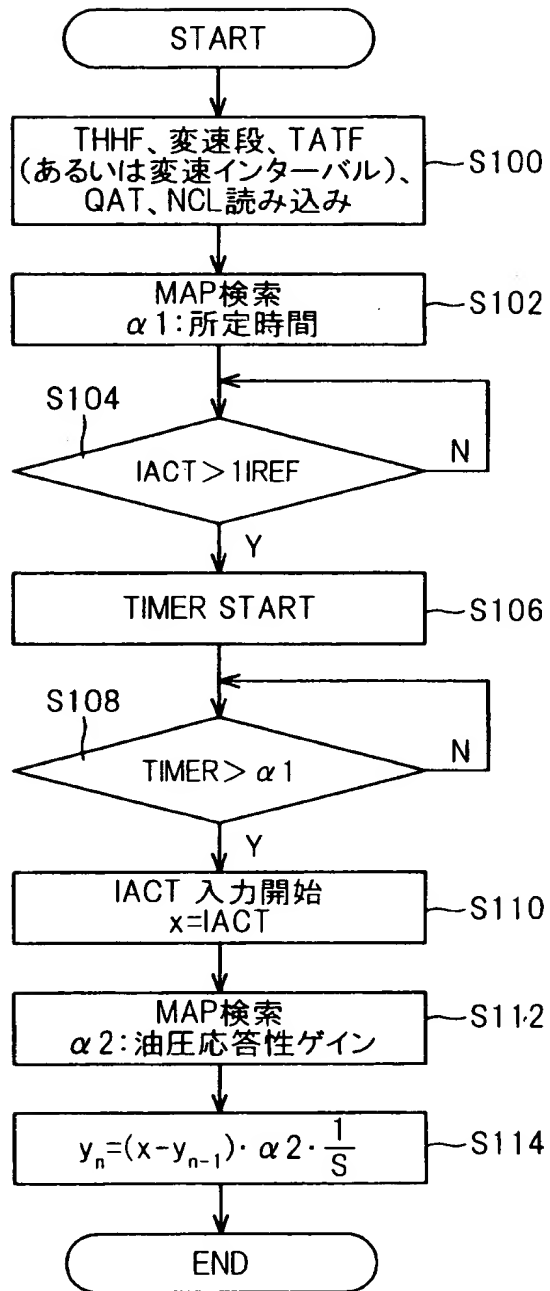 START
THHF、変速段、TATF
(あるいは変速インターバル)、
QAT、NCL読み込み
S100
MAP検索
α1:所定時間
S102
S104
IACT>1IREF
N
Y
TIMER START
S106
S108
TIMER>α1
N
Y
IACT 入力開始
x=IACT
S110
MAP検索
α2:油圧応答性ゲイン
S112
yₙ=(x-yₙ₋₁)・α2・1/S
S114
END